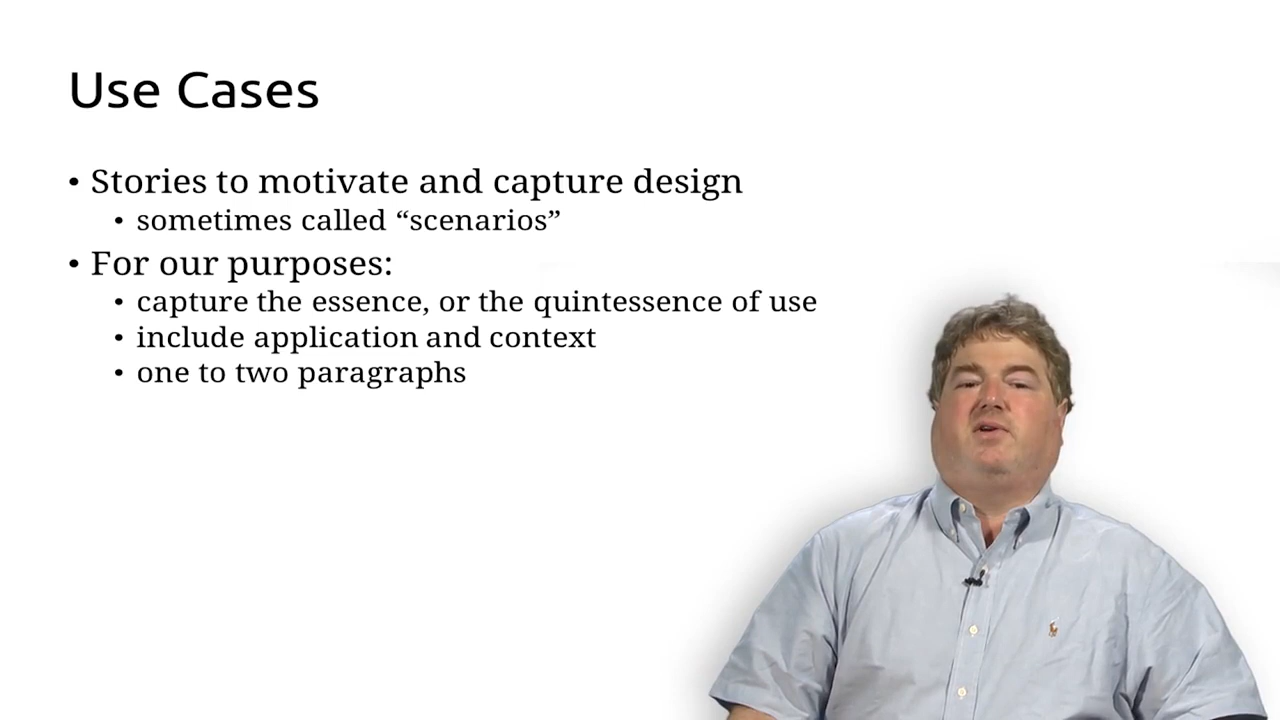 Use Cases
• Stories to motivate and capture design
• sometimes called “scenarios”
• For our purposes:
• capture the essence, or the quintessence of use
• include application and context
• one to two paragraphs